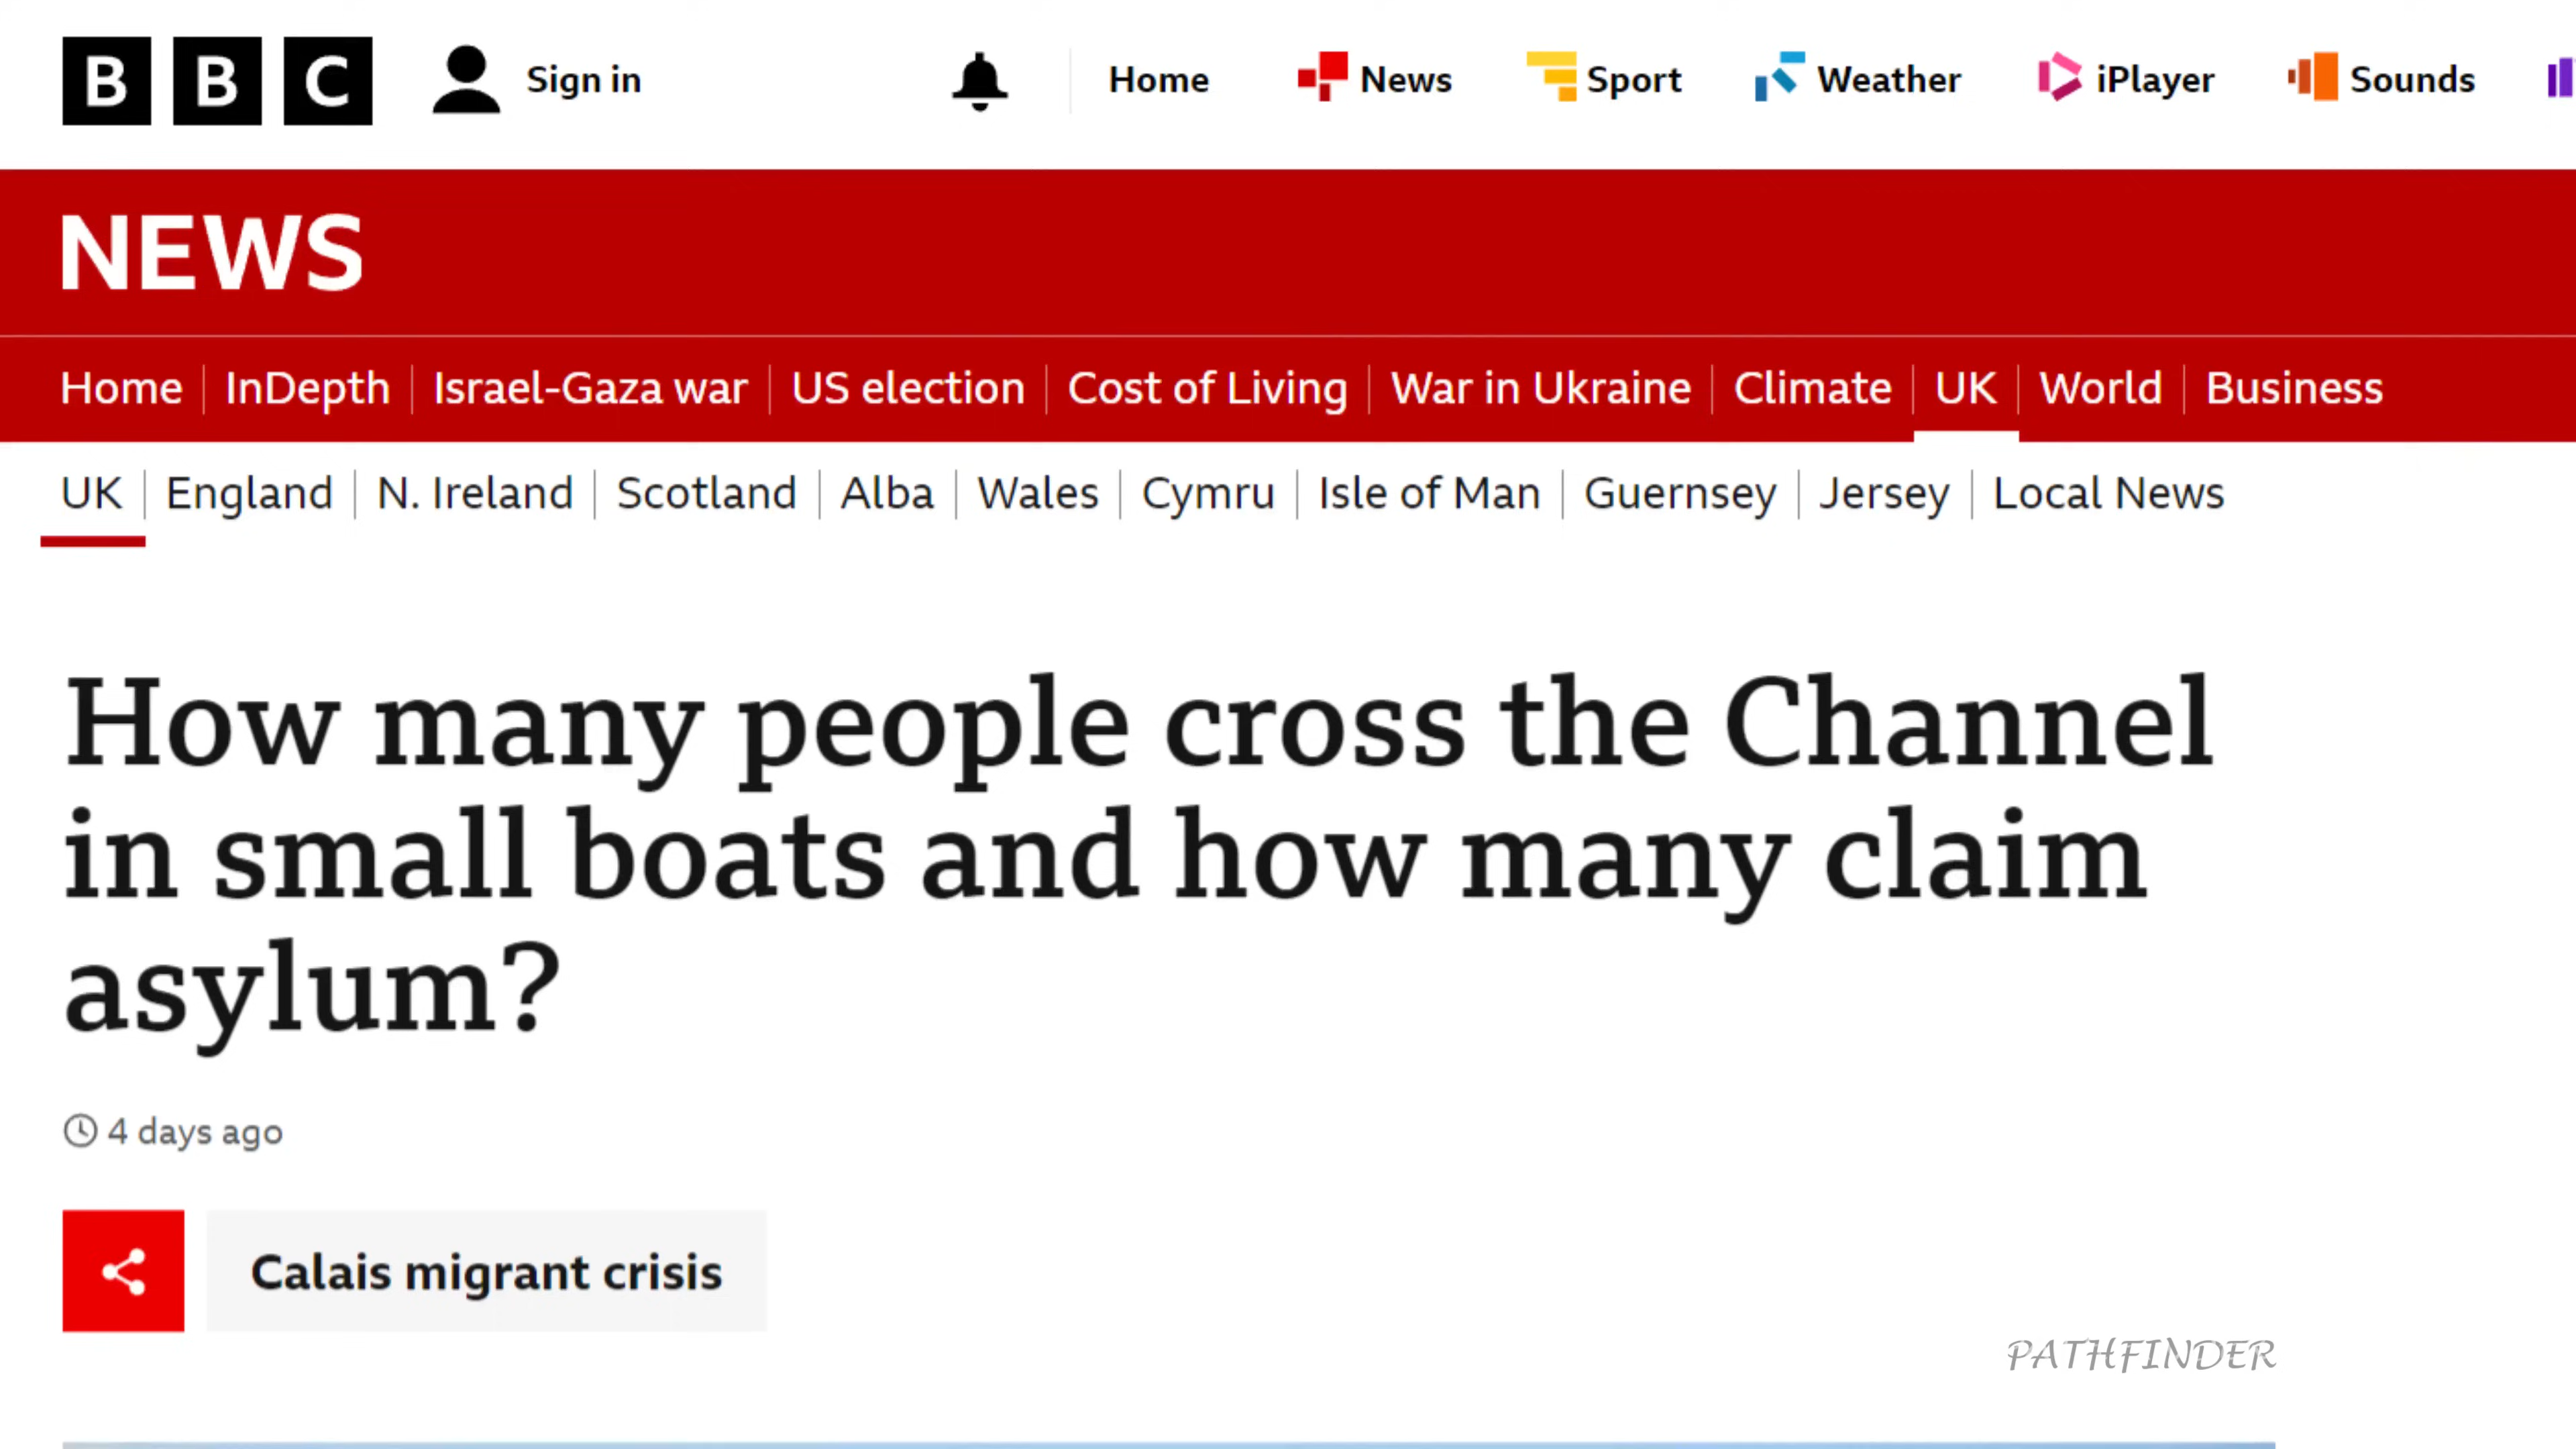 BBC Sign in Home News Sport Weather iPlayer Sounds
NEWS
Home InDepth Israel-Gaza war US election Cost of Living War in Ukraine Climate UK World Business
UK England N. Ireland Scotland Alba Wales Cymru Isle of Man Guernsey Jersey Local News
How many people cross the Channel
in small boats and how many claim
asylum?
4 days ago
Calais migrant crisis
PATHFINDER